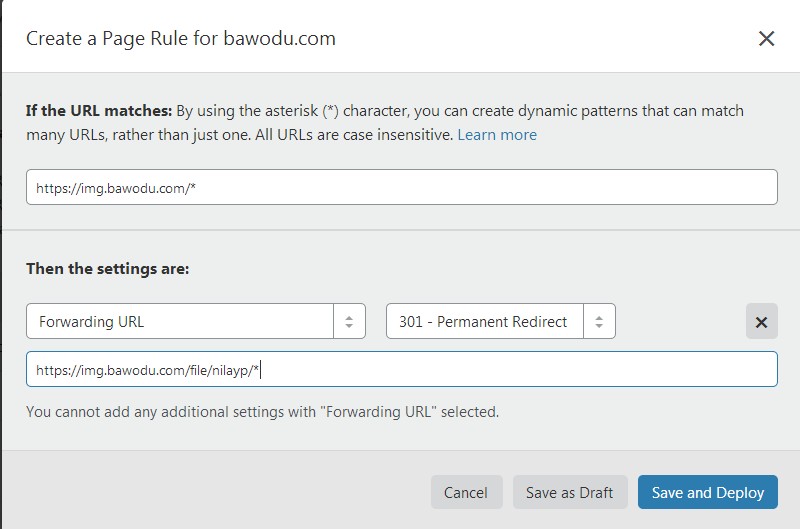 Create a Page Rule for bawodu.com
If the URL matches: By using the asterisk (*) character, you can create dynamic patterns that can match
many URLs, rather than just one. All URLs are case insensitive. Learn more
https://img.bawodu.com/*
Then the settings are:
Forwarding URL
301 - Permanent Redirect
https://img.bawodu.com/file/nilayp/*
You cannot add any additional settings with "Forwarding URL" selected.
Cancel
Save as Draft
Save and Deploy